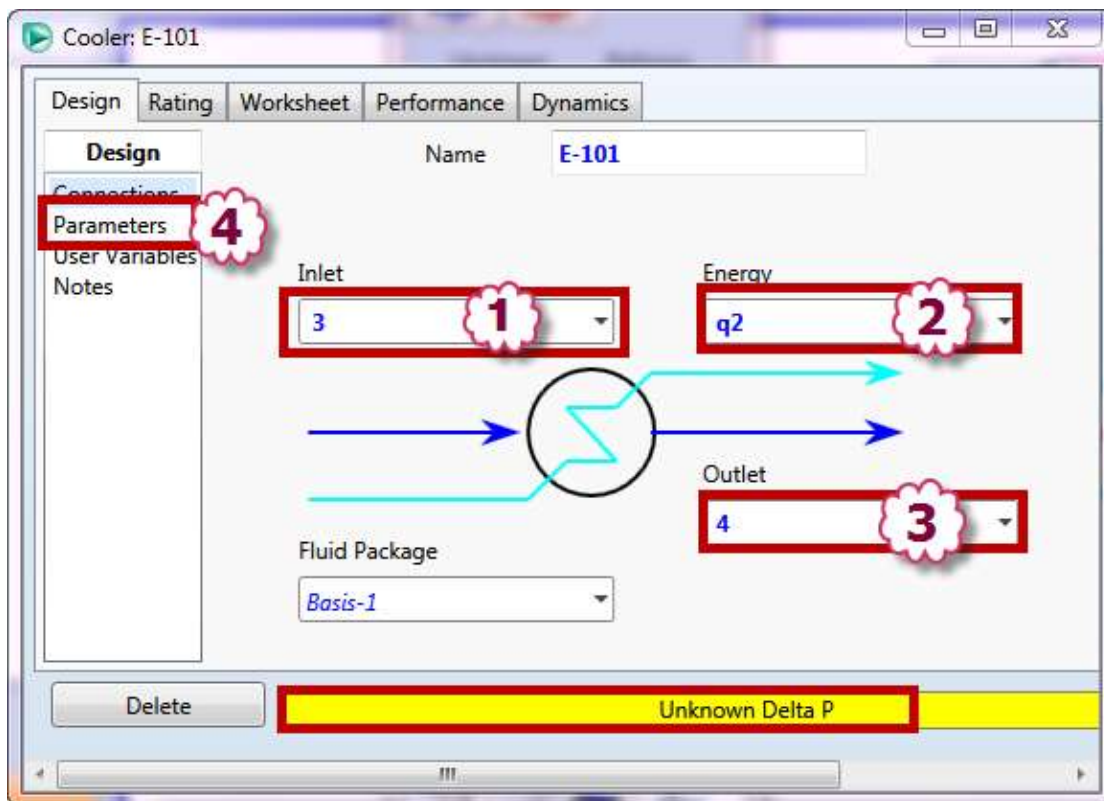 Cooler: E-101
Design Rating Worksheet Performance Dynamics
Design
Name E-101
Connections
Parameters 4
User Variables
Notes
Inlet
3 1
Energy
q2 2
Outlet
4 3
Fluid Package
Basis-1
Delete
Unknown Delta P